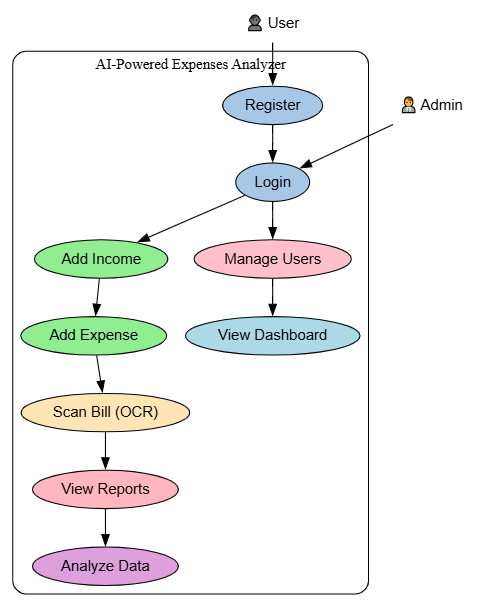 User
AI-Powered Expenses Analyzer
Register
Admin
Login
Add Income
Manage Users
Add Expense
View Dashboard
Scan Bill (OCR)
View Reports
Analyze Data